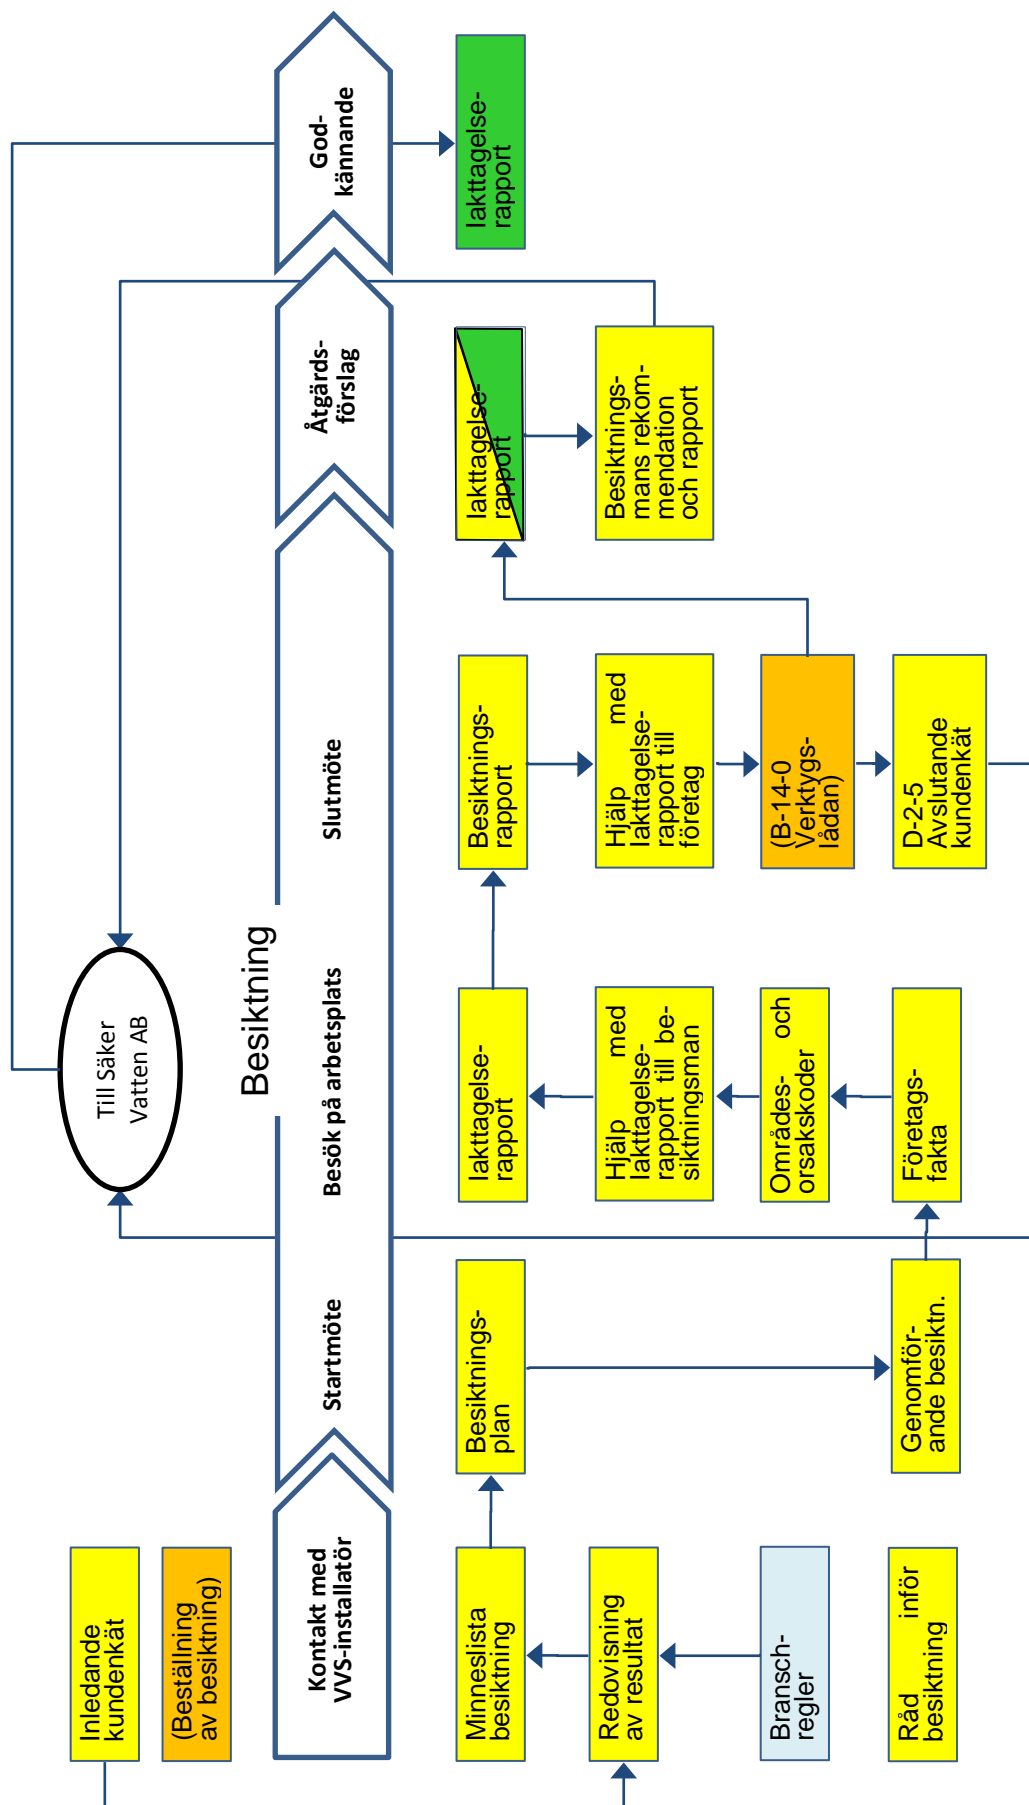 Till Säker
Vatten AB
Inledande
kundenkät
(Beställning
av besiktning)
Besiktning
Kontakt med
VVS-installatör
Startmöte
Besök på arbetsplats
Slutmöte
Åtgärds-
förslag
God-
kännande
Minneslista
besiktning
Redovisning
av resultat
Bransch-
regler
Råd inför
besiktning
Besiktnings-
plan
Genomför-
ande besiktn.
Iakttagelse-
rapport
Hjälp med
Iakttagelse-
rapport till be-
siktningsman
Områdes- och
orsakskoder
Företags-
fakta
Besiktnings-
rapport
Hjälp med
Iakttagelse-
rapport till
företag
(B-14-0
Verktygs-
lådan)
D-2-5
Avslutande
kundenkät
Iakttagelse-
rapport
Besiktnings-
mans rekom-
mendation
och rapport
Iakttagelse-
rapport